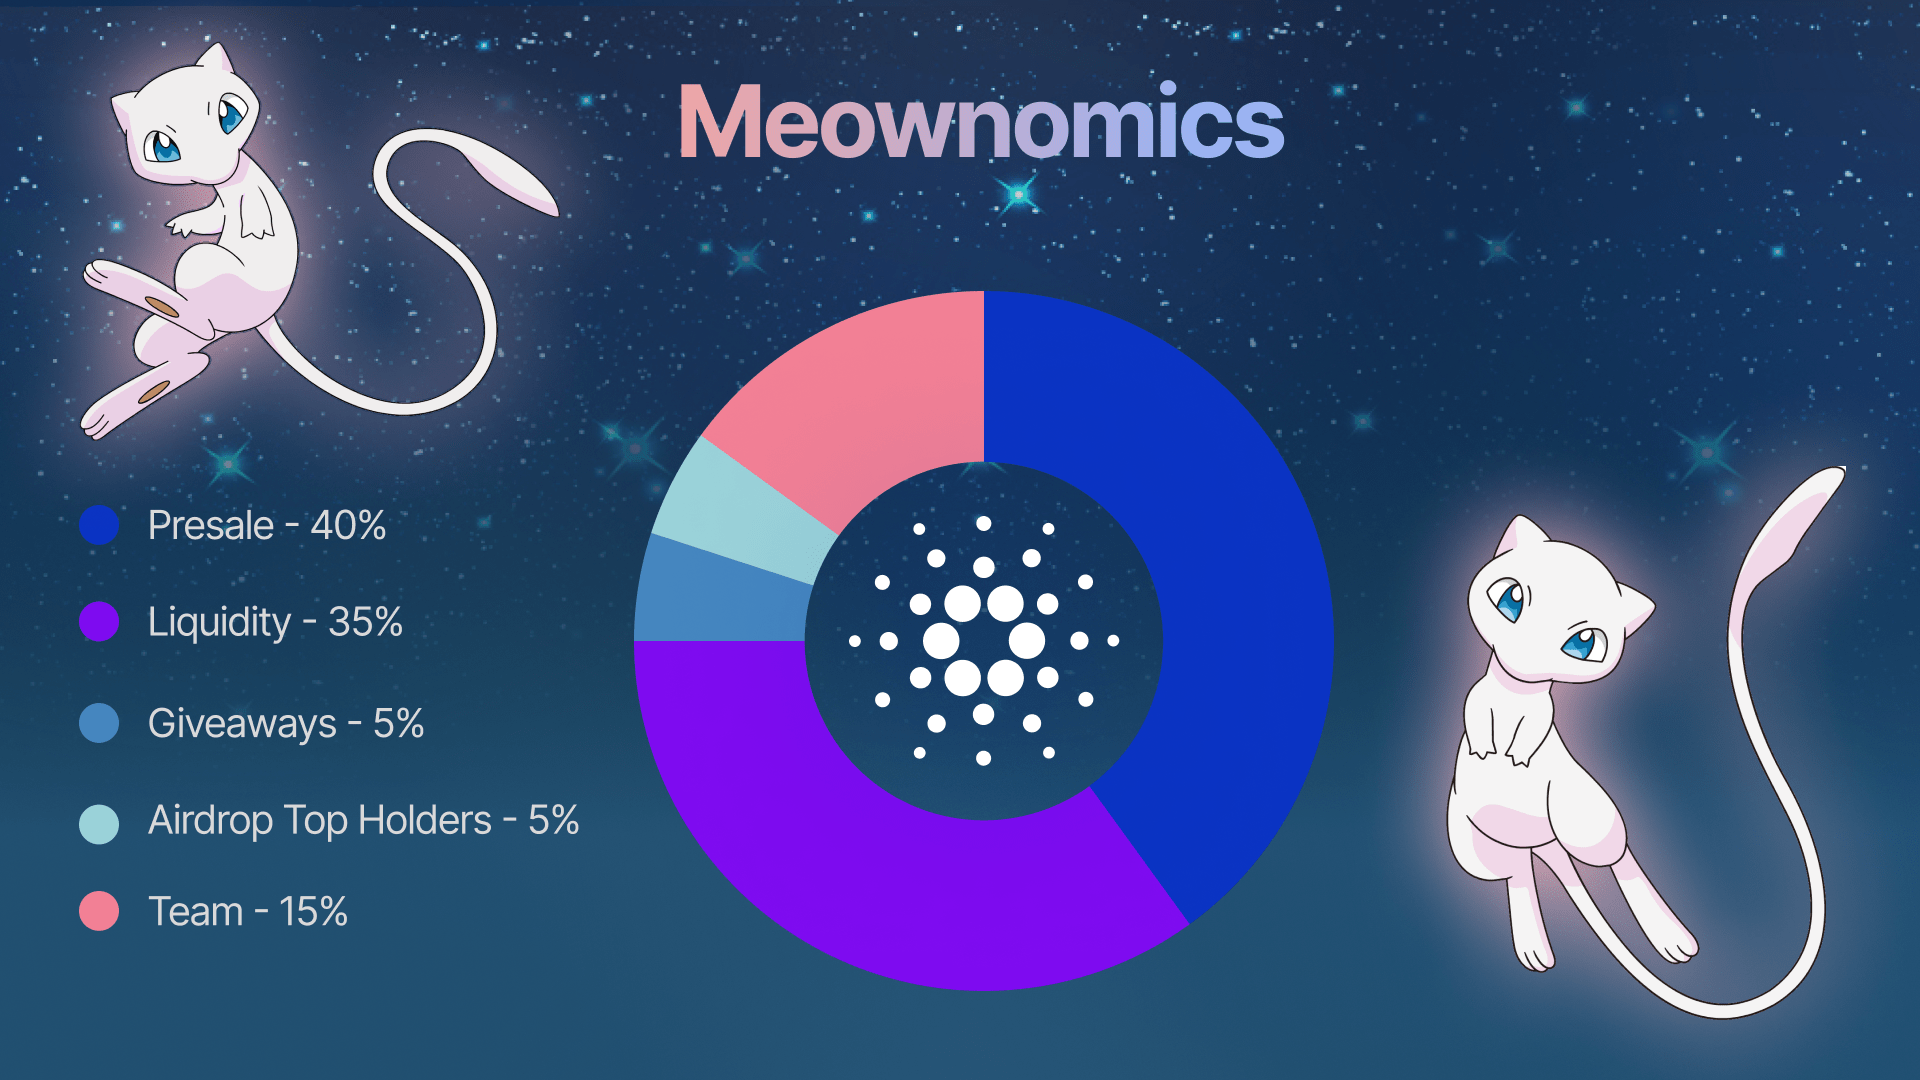 Meownomics
Presale - 40%
Liquidity - 35%
Giveaways - 5%
Airdrop Top Holders - 5%
Team - 15%